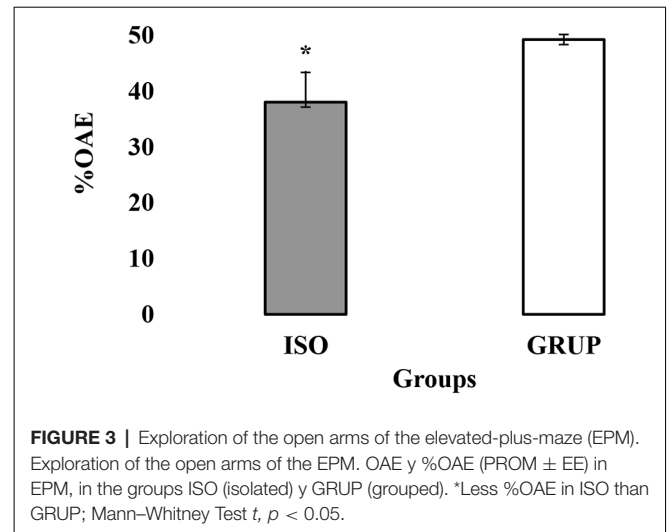 50
*
40
30
20
10
0
%OAE
ISO
GRUP
Groups
FIGURE 3 | Exploration of the open arms of the elevated-plus-maze (EPM).
Exploration of the open arms of the EPM. OAE y %OAE (PROM ± EE) in
EPM, in the groups ISO (isolated) y GRUP (grouped). *Less %OAE in ISO than
GRUP; Mann–Whitney Test t, p < 0.05.